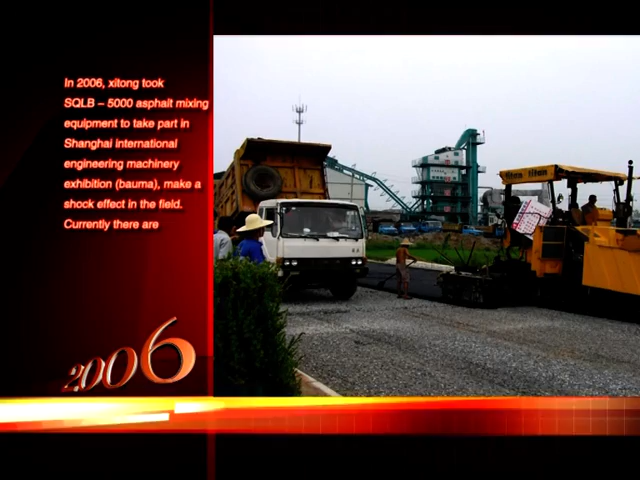 In 2006, xitong took
SQLB – 5000 asphalt mixing
equipment to take part in
Shanghai international
engineering machinery
exhibition (bauma), make a
shock effect in the field.
Currently there are
2006